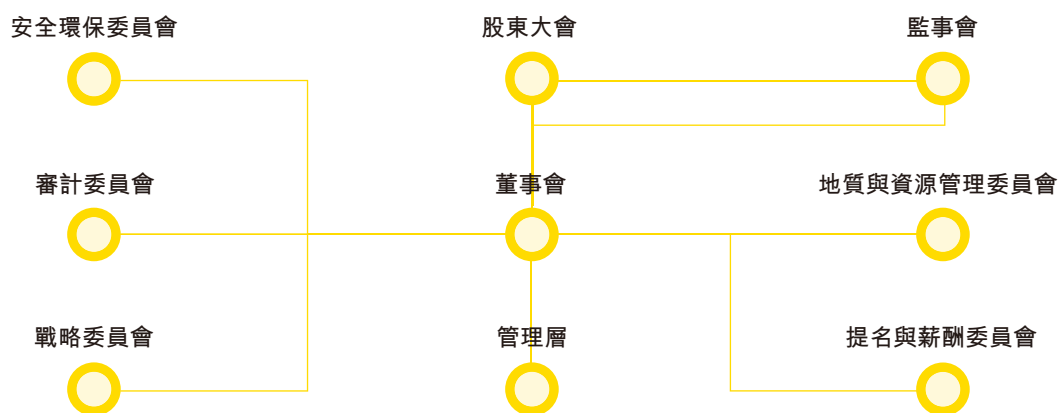 安全環保委員會
股東大會
監事會
審計委員會
董事會
地質與資源管理委員會
戰略委員會
管理層
提名與薪酬委員會